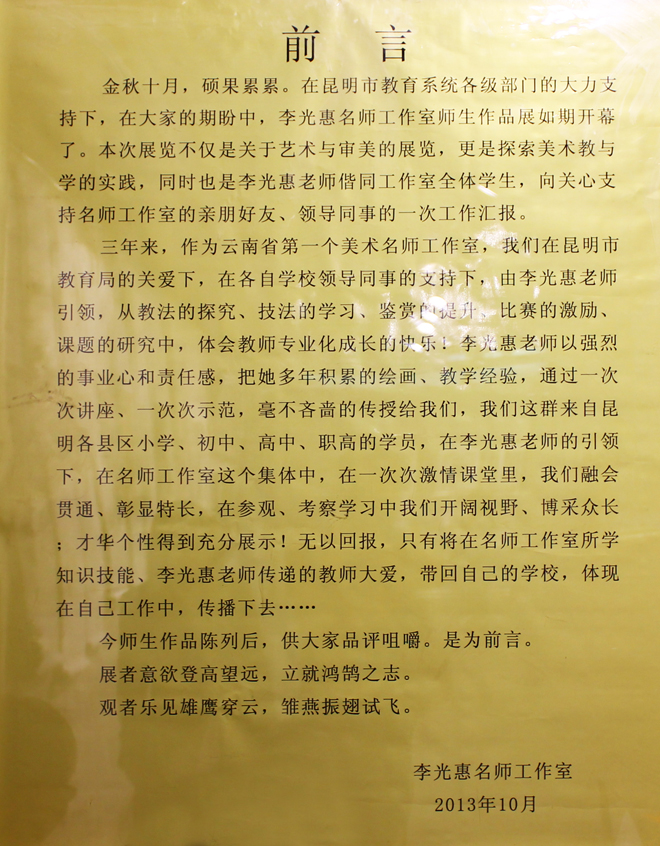 前 言
金秋十月，硕果累累。在昆明市教育系统各级部门的大力支
持下，在大家的期盼中，李光惠名师工作室师生作品展如期开幕
了。本次展览不仅是关于艺术与审美的展览，更是探索美术教与
学的实践，同时也是李光惠老师偕同工作室全体学生，向关心支
持名师工作室的亲朋好友、领导同事的一次工作汇报。
三年来，作为云南省第一个美术名师工作室，我们在昆明市
教育局的关爱下，在各自学校领导同事的支持下，由李光惠老师
引领，从教法的探究、技法的学习、鉴赏的提升、比赛的激励、
课题的研究中，体会教师专业化成长的快乐！李光惠老师以强烈
的事业心和责任感，把她多年积累的绘画、教学经验，通过一次
次讲座、一次次示范，毫不吝啬的传授给我们，我们这群来自昆
明各县区小学、初中、高中、职高的学员，在李光惠老师的引领
下，在名师工作室这个集体中，在一次次激情课堂里，我们融会
贯通、彰显特长，在参观、考察学习中我们开阔视野、博采众长
；才华个性得到充分展示！无以回报，只有将在名师工作室所学
知识技能、李光惠老师传递的教师大爱，带回自己的学校，体现
在自己工作中，传播下去……
今师生作品陈列后，供大家品评咀嚼。是为前言。
展者意欲登高望远，立就鸿鹄之志。
观者乐见雄鹰穿云，雏燕振翅试飞。
李光惠名师工作室
2013年10月